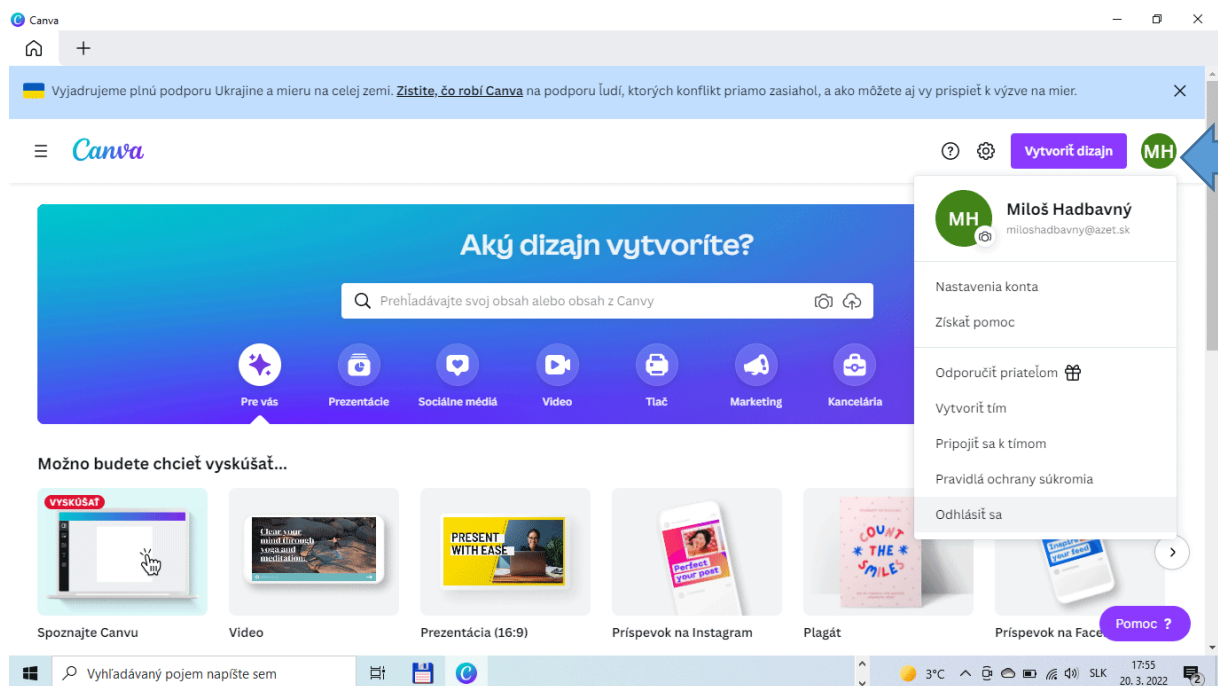 Canva
Vyjadrujeme plnú podporu Ukrajine a mieru na celej zemi. Zistite, čo robí Canva na podporu ľudí, ktorých konflikt priamo zasiahol, a ako môžete aj vy prispieť k výzve na mier.
Canva
Vytvoriť dizajn
MH
MH
Miloš Hadbavný
miloshadbavny@azet.sk
Nastavenia konta
Získať pomoc
Odporučiť priateľom
Vytvoriť tím
Pripojiť sa k tímom
Pravidlá ochrany súkromia
Odhlásiť sa
Aký dizajn vytvoríte?
Prehľadávajte svoj obsah alebo obsah z Canvy
Pre vás Prezentácie Sociálne médiá Video Tlač Marketing Kancelária
Možno budete chcieť vyskúšať...
VYSKÚŠAŤ
Clear your
mind through
yoga and
meditation.
PRESENT
WITH EASE
Perfect
your post
COUNT
* THE *
SMILES
Inspire
your feed
Spoznajte Canvu Video Prezentácia (16:9) Príspevok na Instagram Plagát Príspevok na Face
Pomoc ?
Vyhľadávaný pojem napíšte sem
3°C SLK
17:55
20. 3. 2022
2